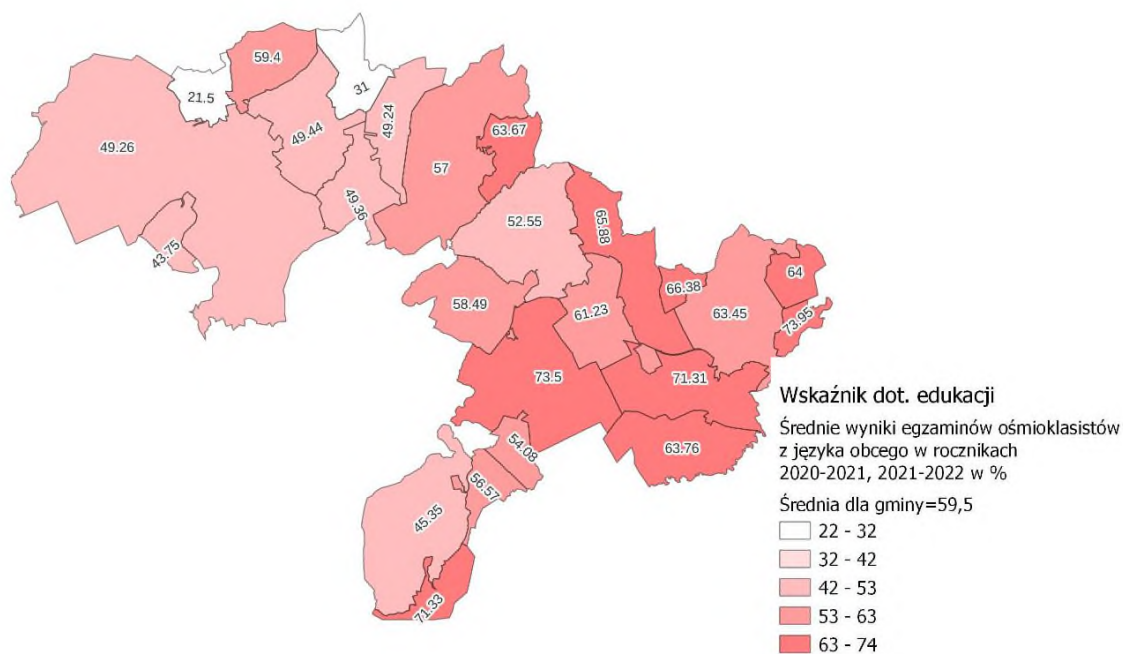 59.4
21.5
31
49.24
49.44
49.26
63.67
57
49.36
52.55
65.88
43.75
64
66.38
58.49
61.23
63.45
73.95
73.5
71.31
63.76
54.08
56.57
45.35
71.33
Wskaźnik dot. edukacji
Średnie wyniki egzaminów ośmioklasistów
z języka obcego w rocznikach
2020-2021, 2021-2022 w %
Średnia dla gminy=59,5
22 - 32
32 - 42
42 - 53
53 - 63
63 - 74